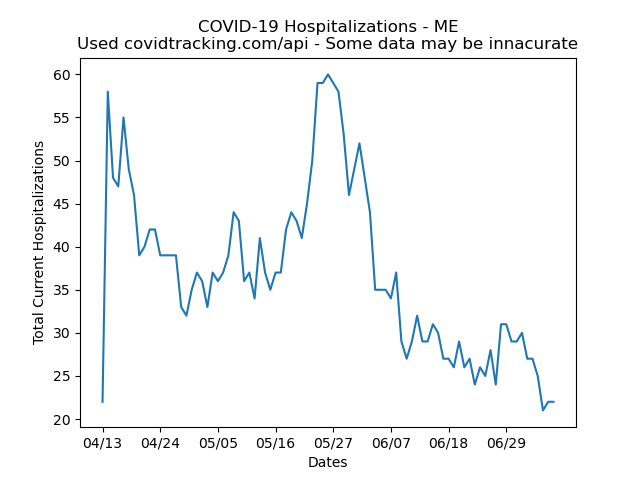 COVID-19 Hospitalizations - ME
Used covidtracking.com/api - Some data may be innacurate
60
55
50
45
40
35
30
25
20
Total Current Hospitalizations
04/13 04/24 05/05 05/16 05/27 06/07 06/18 06/29
Dates